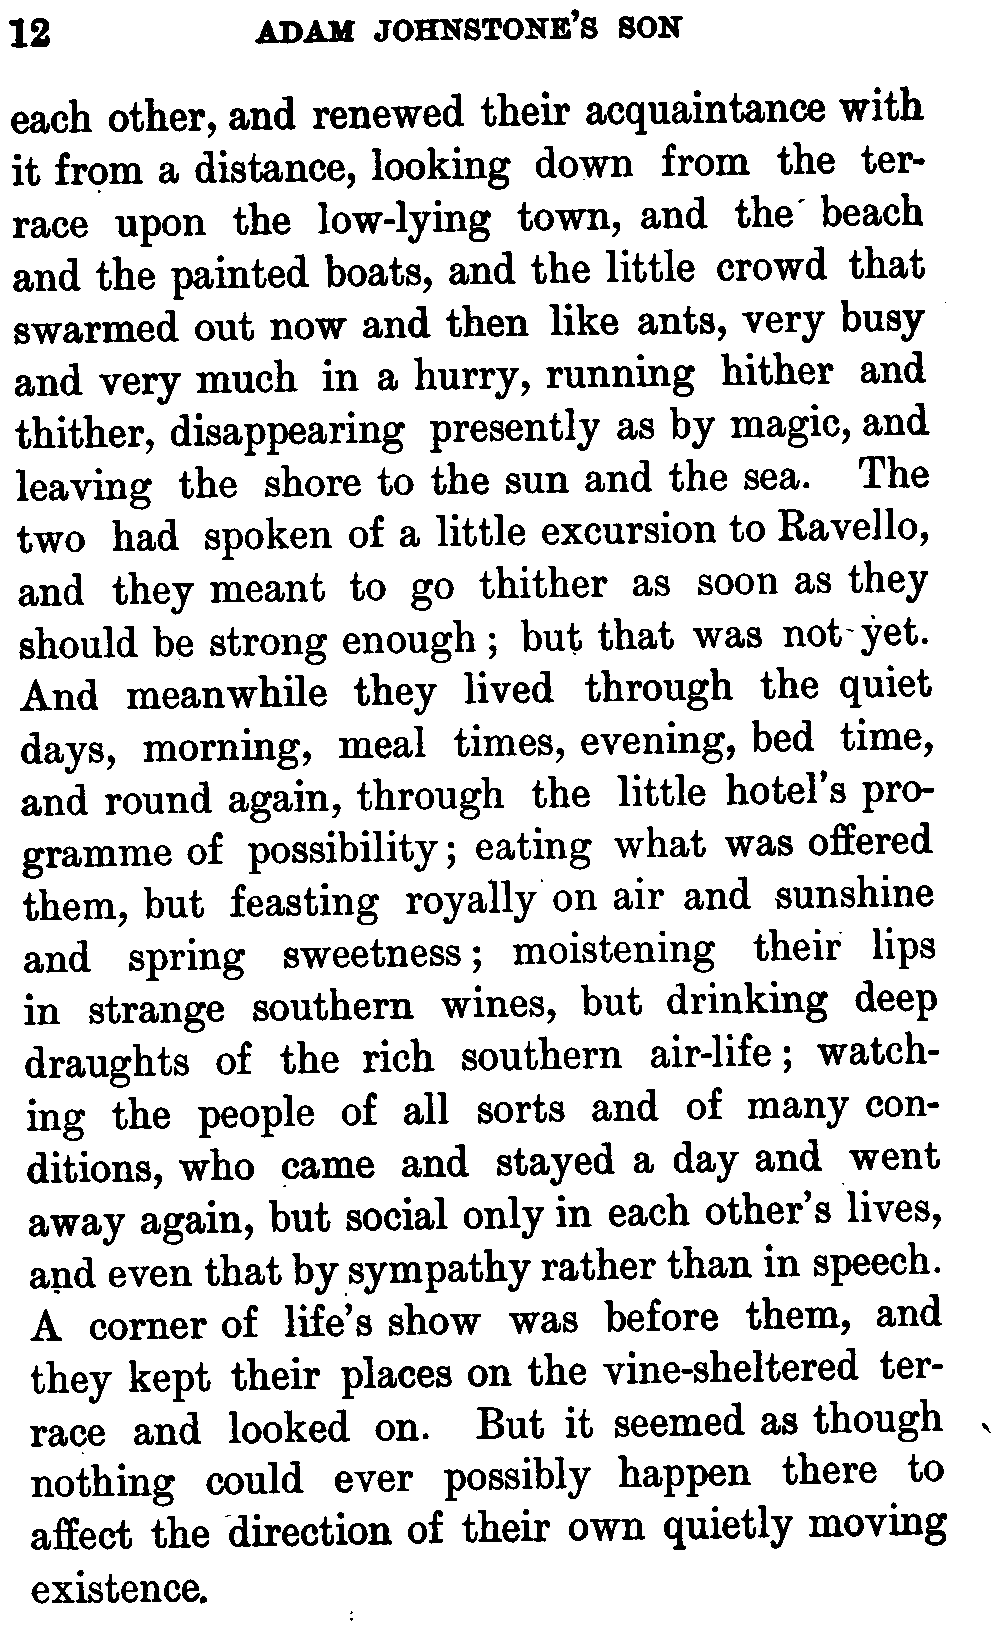 12 ADAM JOHNSTONE'S SON
each other, and renewed their acquaintance with
it from a distance, looking down from the ter-
race upon the low-lying town, and the beach
and the painted boats, and the little crowd that
swarmed out now and then like ants, very busy
and very much in a hurry, running hither and
thither, disappearing presently as by magic, and
leaving the shore to the sun and the sea. The
two had spoken of a little excursion to Ravello,
and they meant to go thither as soon as they
should be strong enough ; but that was not yet.
And meanwhile they lived through the quiet
days, morning, meal times, evening, bed time,
and round again, through the little hotel's pro-
gramme of possibility ; eating what was offered
them, but feasting royally on air and sunshine
and spring sweetness ; moistening their lips
in strange southern wines, but drinking deep
draughts of the rich southern air-life ; watch-
ing the people of all sorts and of many con-
ditions, who came and stayed a day and went
away again, but social only in each other's lives,
and even that by sympathy rather than in speech.
A corner of life's show was before them, and
they kept their places on the vine-sheltered ter-
race and looked on. But it seemed as though
nothing could ever possibly happen there to
affect the direction of their own quietly moving
existence.